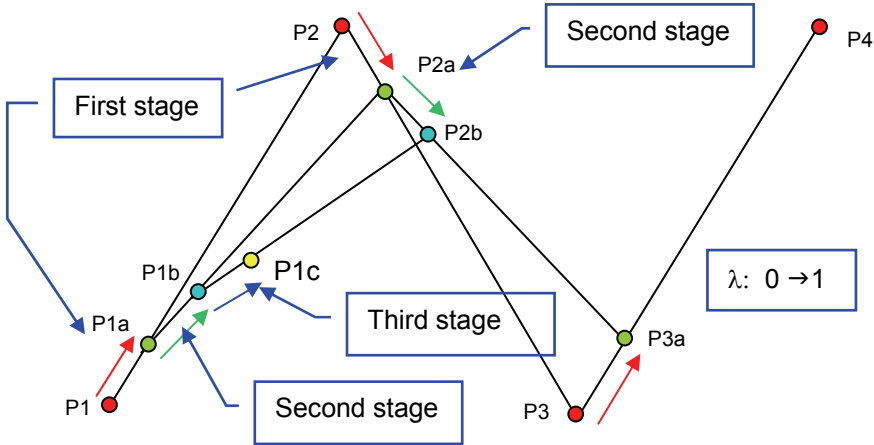 P2
P4
Second stage
P2a
First stage
P2b
P1b
P1c
λ: 0 →1
P1a
Third stage
P3a
P1
Second stage
P3